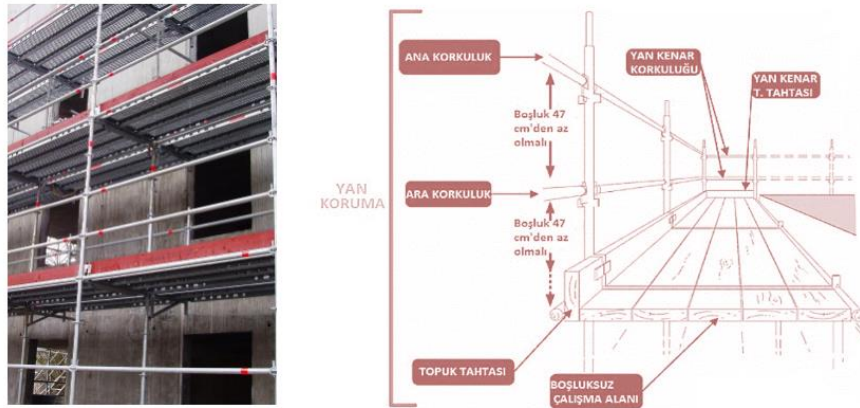 ANA KORKULUK
YAN KENAR
KORKULUĞU
YAN KENAR
T. TAHTASI
Boşluk 47
cm'den az
olmalı
YAN
KORUMA
ARA KORKULUK
Boşluk 47
cm'den az
olmalı
TOPUK TAHTASI
BOŞLUKSUZ
ÇALIŞMA ALANI